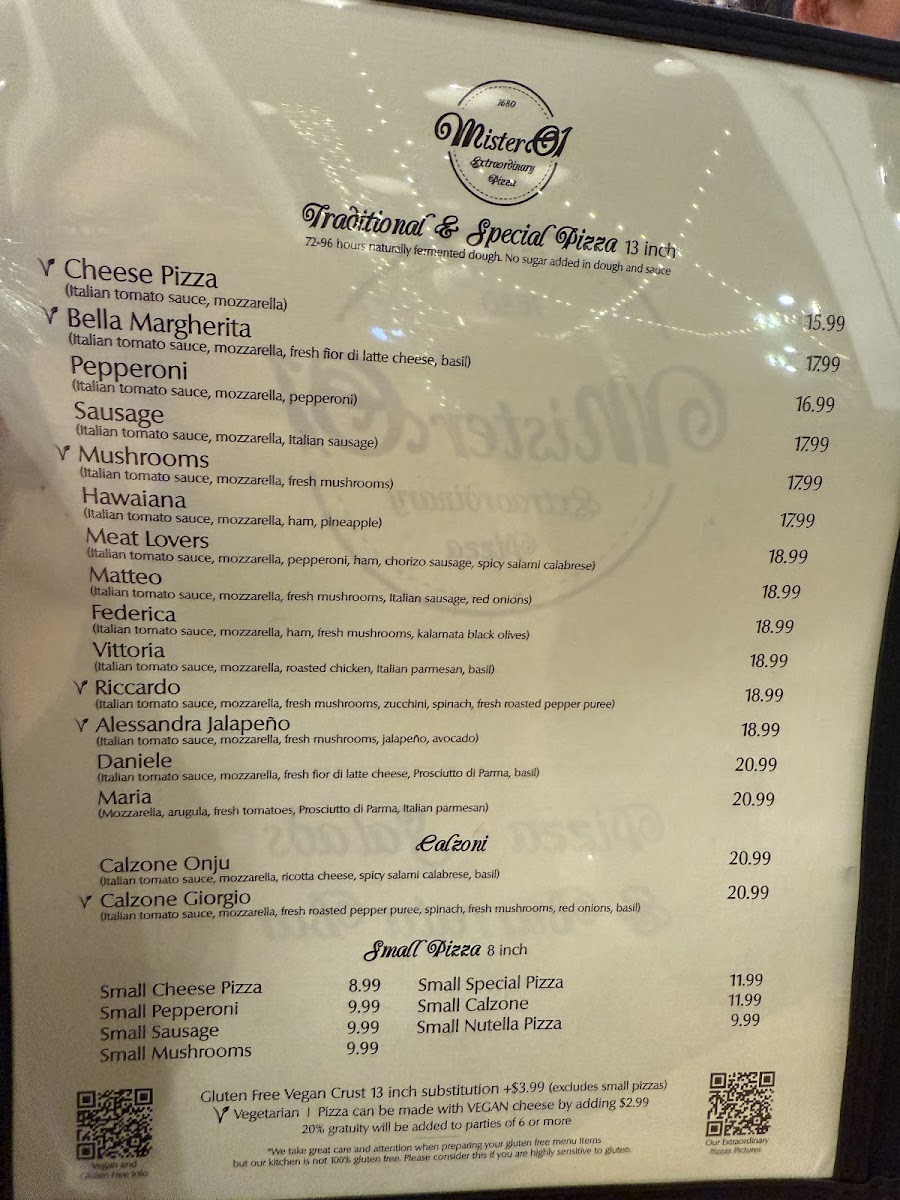 1680
Mister O1
Extraordinary
Pizza
Traditional & Special Pizza 13 inch
72-96 hours naturally fermented dough. No sugar added in dough and sauce
Cheese Pizza 15.99
(Italian tomato sauce, mozzarella)
Bella Margherita 17.99
(Italian tomato sauce, mozzarella, fresh fior di latte cheese, basil)
Pepperoni 16.99
(Italian tomato sauce, mozzarella, pepperoni)
Sausage 17.99
(Italian tomato sauce, mozzarella, Italian sausage)
Mushrooms 17.99
(Italian tomato sauce, mozzarella, fresh mushrooms)
Hawaiana 17.99
(Italian tomato sauce, mozzarella, ham, pineapple)
Meat Lovers 18.99
(Italian tomato sauce, mozzarella, pepperoni, ham, chorizo sausage, spicy salami calabrese)
Matteo 18.99
(Italian tomato sauce, mozzarella, fresh mushrooms, Italian sausage, red onions)
Federica 18.99
(Italian tomato sauce, mozzarella, ham, fresh mushrooms, kalamata black olives)
Vittoria 18.99
(Italian tomato sauce, mozzarella, roasted chicken, Italian parmesan, basil)
Riccardo 18.99
(Italian tomato sauce, mozzarella, fresh mushrooms, zucchini, spinach, fresh roasted pepper puree)
Alessandra Jalapeño 18.99
(Italian tomato sauce, mozzarella, fresh mushrooms, jalapeño, avocado)
Daniele 20.99
(Italian tomato sauce, mozzarella, fresh fior di latte cheese, Prosciutto di Parma, basil)
Maria 20.99
(Mozzarella, arugula, fresh tomatoes, Prosciutto di Parma, Italian parmesan)
Calzoni
Calzone Onju 20.99
(Italian tomato sauce, mozzarella, ricotta cheese, spicy salami calabrese, basil)
Calzone Giorgio 20.99
(Italian tomato sauce, mozzarella, fresh roasted pepper puree, spinach, fresh mushrooms, red onions, basil)
Small Pizza 8 inch
Small Cheese Pizza 8.99 Small Special Pizza 11.99
Small Pepperoni 9.99 Small Calzone 11.99
Small Sausage 9.99 Small Nutella Pizza 9.99
Small Mushrooms 9.99
Gluten Free Vegan Crust 13 inch substitution +$3.99 (excludes small pizzas)
Vegetarian | Pizza can be made with VEGAN cheese by adding $2.99
20% gratuity will be added to parties of 6 or more
*We take great care and attention when preparing your gluten free menu items
but our kitchen is not 100% gluten free. Please consider this if you are highly sensitive to gluten.
Vegan and
Gluten Free Info
Our Extraordinary
Pizzas Pictures